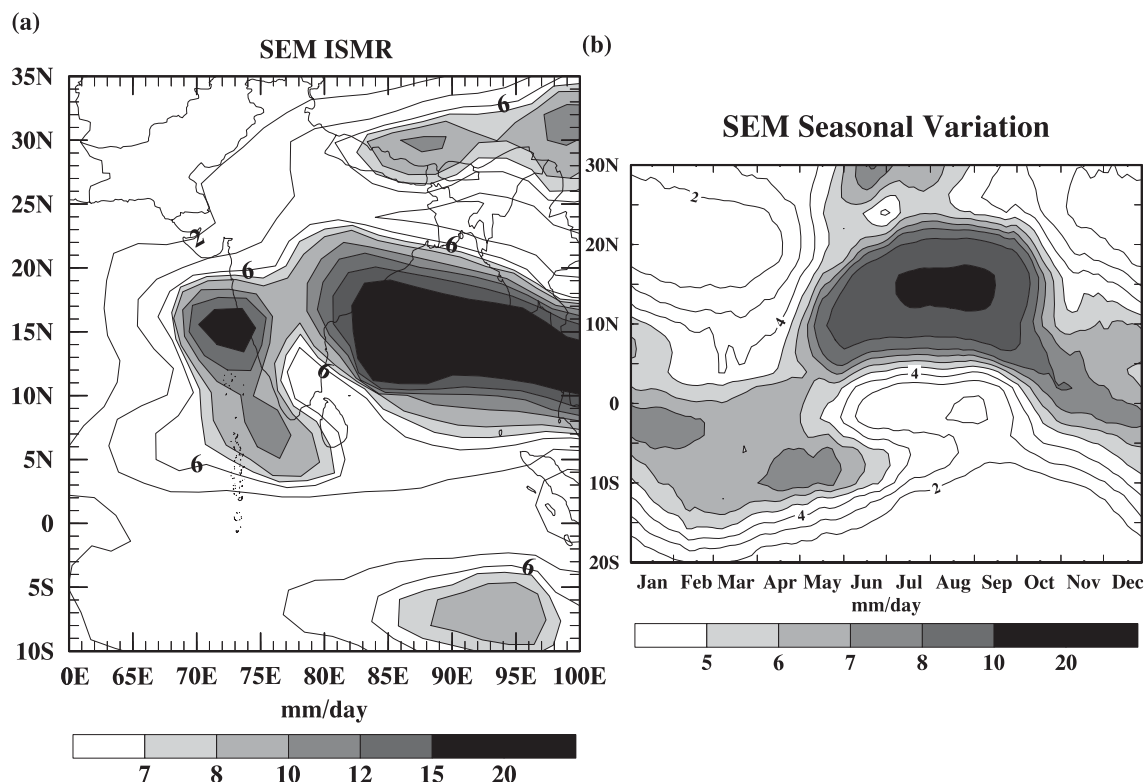 (a)
SEM ISMR
35N
30N
25N
20N
15N
10N
5N
0
5S
10S
0E 65E 70E 75E 80E 85E 90E 95E 100E
mm/day
7 8 10 12 15 20
6
2
6
6
6
6
6
(b)
SEM Seasonal Variation
30N
20N
10N
0
10S
20S
Jan Feb Mar Apr May Jun Jul Aug Sep Oct Nov Dec
mm/day
5 6 7 8 10 20
2
4
4
4
4
2